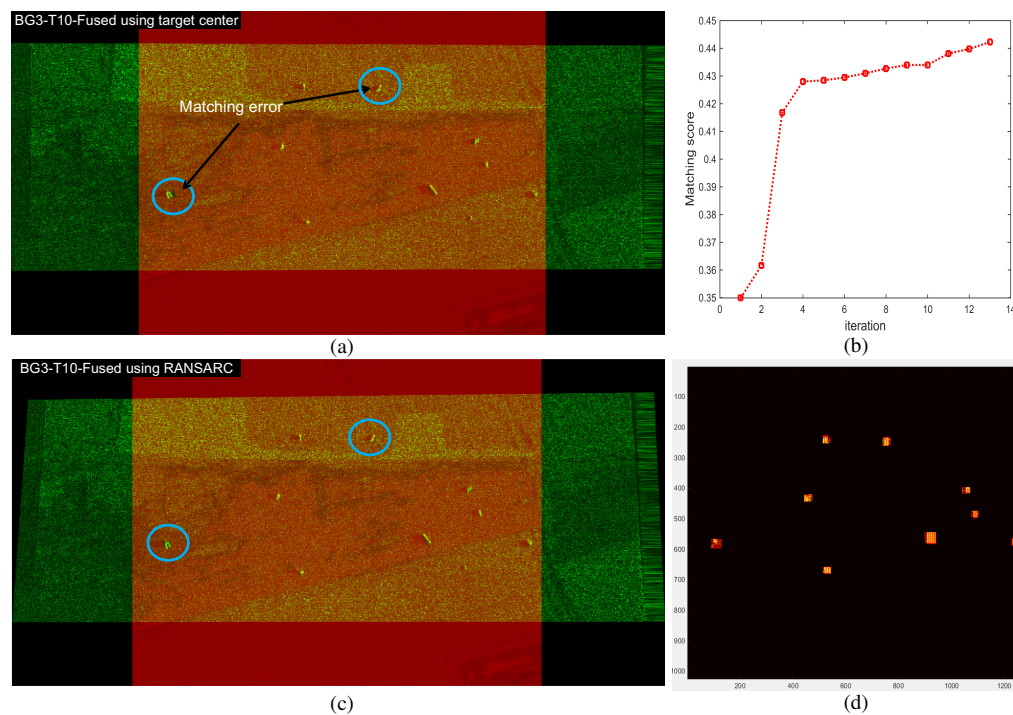 BG3-T10-Fused using target center
Matching error
(a)
0.45
0.44
0.43
0.42
0.41
0.4
0.39
0.38
0.37
0.36
0.35
Matching score
0 2 4 6 8 10 12 14
iteration
(b)
BG3-T10-Fused using RANSARC
(c)
100
200
300
400
500
600
700
800
900
1000
200 400 600 800 1000 1200
(d)